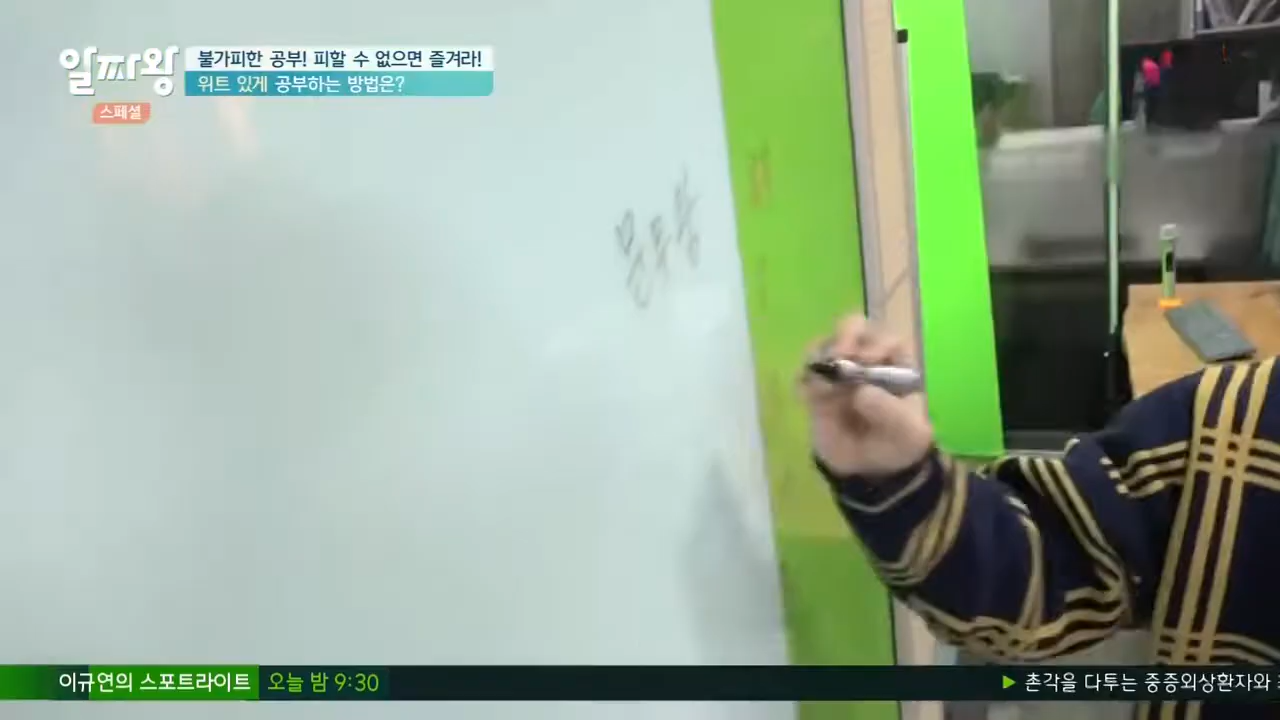 알짜왕
스페셜
불가피한 공부! 피할 수 없으면 즐겨라!
위트 있게 공부하는 방법은?
이규연의 스포트라이트 오늘 밤 9:30
▶ 촌각을 다투는 중증외상환자와